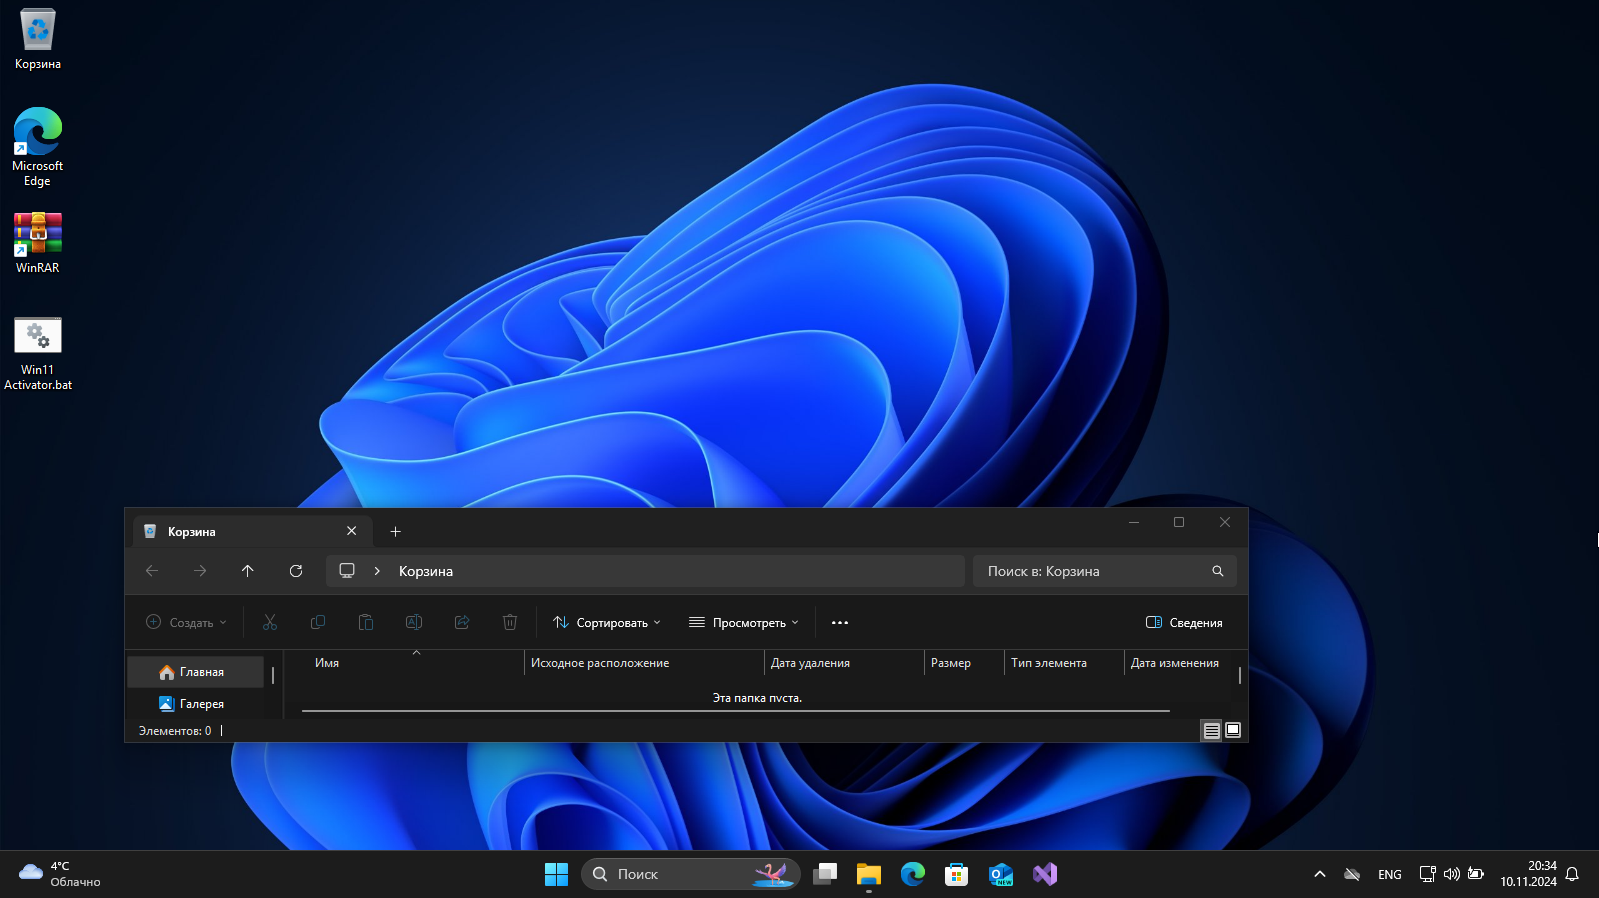 Корзина
Microsoft
Edge
WinRAR
Win11
Activator.bat
Корзина
Корзина
Поиск в: Корзина
Создать
Сортировать
Просмотреть
Сведения
Главная
Галерея
Имя
Исходное расположение
Дата удаления
Размер
Тип элемента
Дата изменения
Эта папка пуста.
Элементов: 0
4°C
Облачно
Поиск
NEW
ENG
20:34
10.11.2024